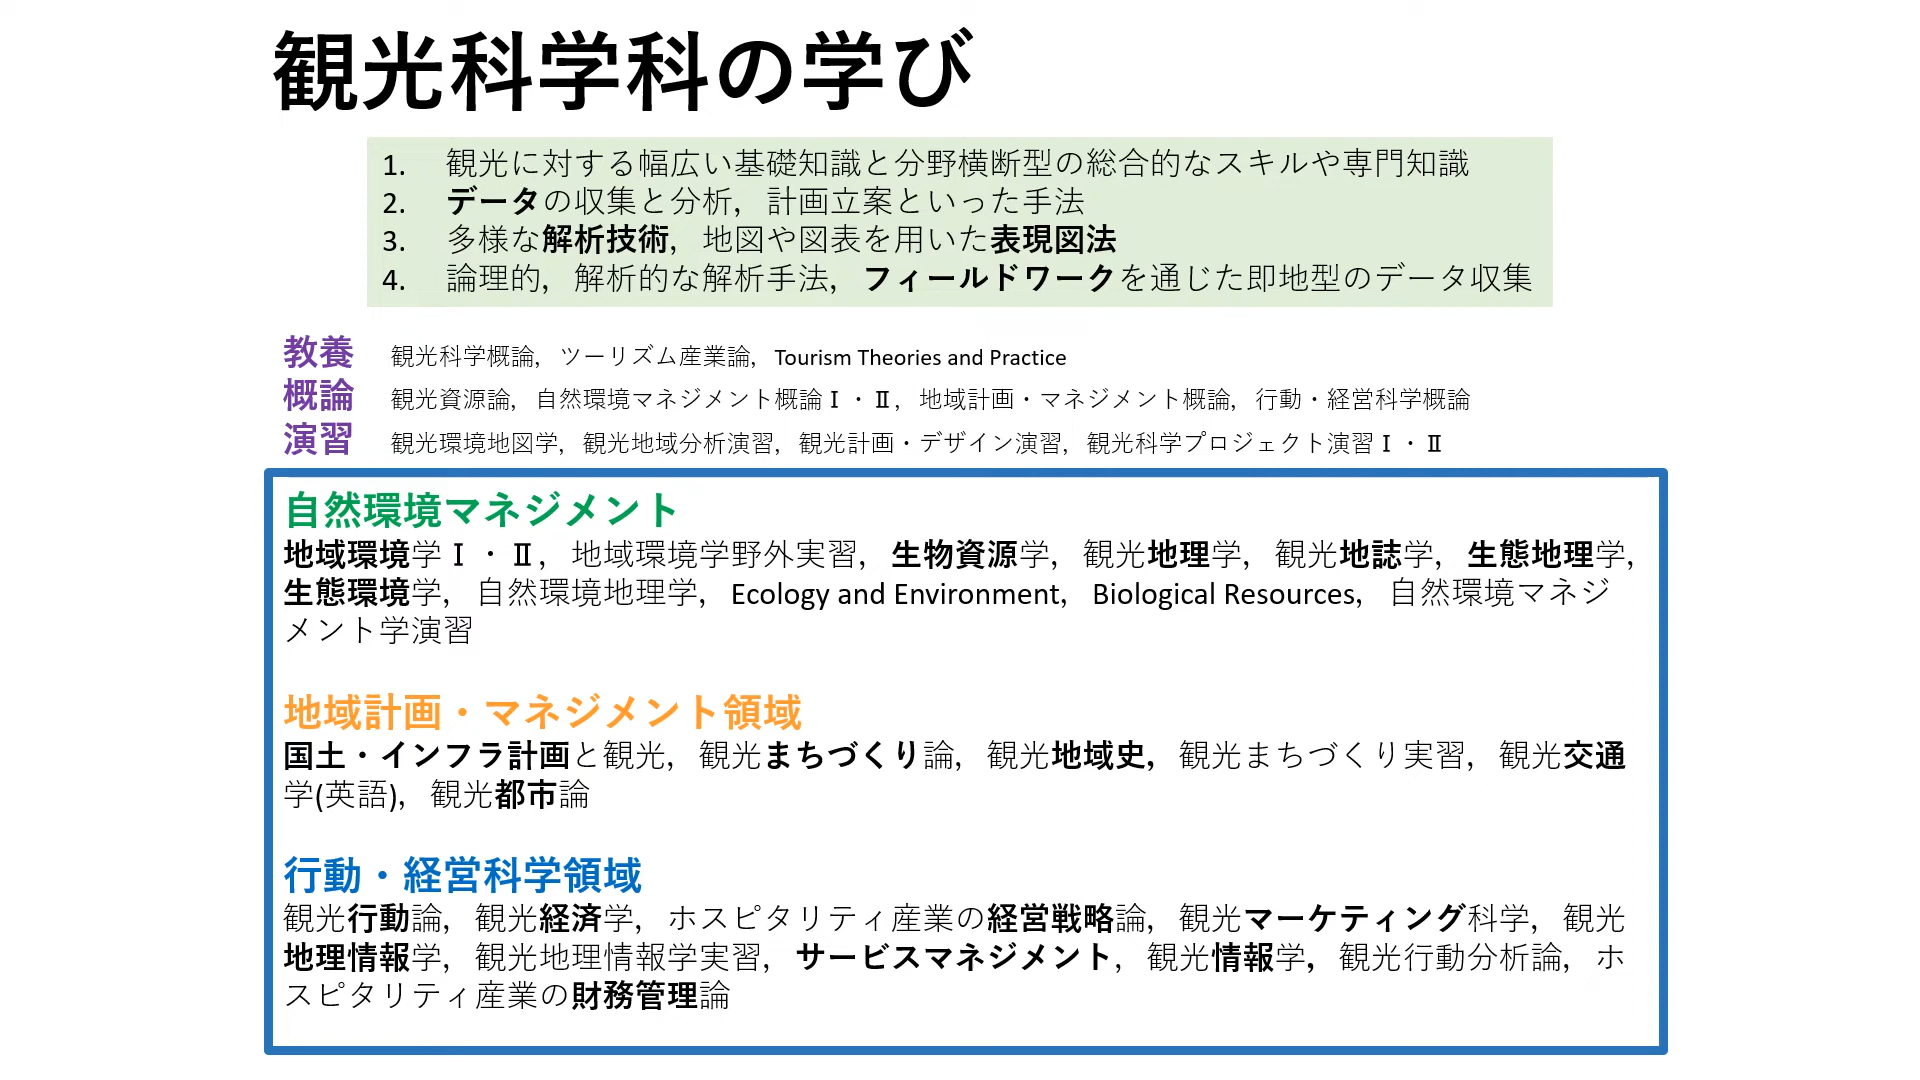 観光科学科の学び
1. 観光に対する幅広い基礎知識と分野横断型の総合的なスキルや専門知識
2. データの収集と分析，計画立案といった手法
3. 多様な解析技術，地図や図表を用いた表現図法
4. 論理的，解析的な解析手法，フィールドワークを通じた即地型のデータ収集
教養 観光科学概論，ツーリズム産業論，Tourism Theories and Practice
概論 観光資源論，自然環境マネジメント概論Ⅰ・Ⅱ，地域計画・マネジメント概論，行動・経営科学概論
演習 観光環境地図学，観光地域分析演習，観光計画・デザイン演習，観光科学プロジェクト演習Ⅰ・Ⅱ
自然環境マネジメント
地域環境学Ⅰ・Ⅱ，地域環境学野外実習，生物資源学，観光地理学，観光地誌学，生態地理学，
生態環境学，自然環境地理学，Ecology and Environment，Biological Resources，自然環境マネジ
メント学演習
地域計画・マネジメント領域
国土・インフラ計画と観光，観光まちづくり論，観光地域史，観光まちづくり実習，観光交通
学(英語)，観光都市論
行動・経営科学領域
観光行動論，観光経済学，ホスピタリティ産業の経営戦略論，観光マーケティング科学，観光
地理情報学，観光地理情報学実習，サービスマネジメント，観光情報学，観光行動分析論，ホ
スピタリティ産業の財務管理論